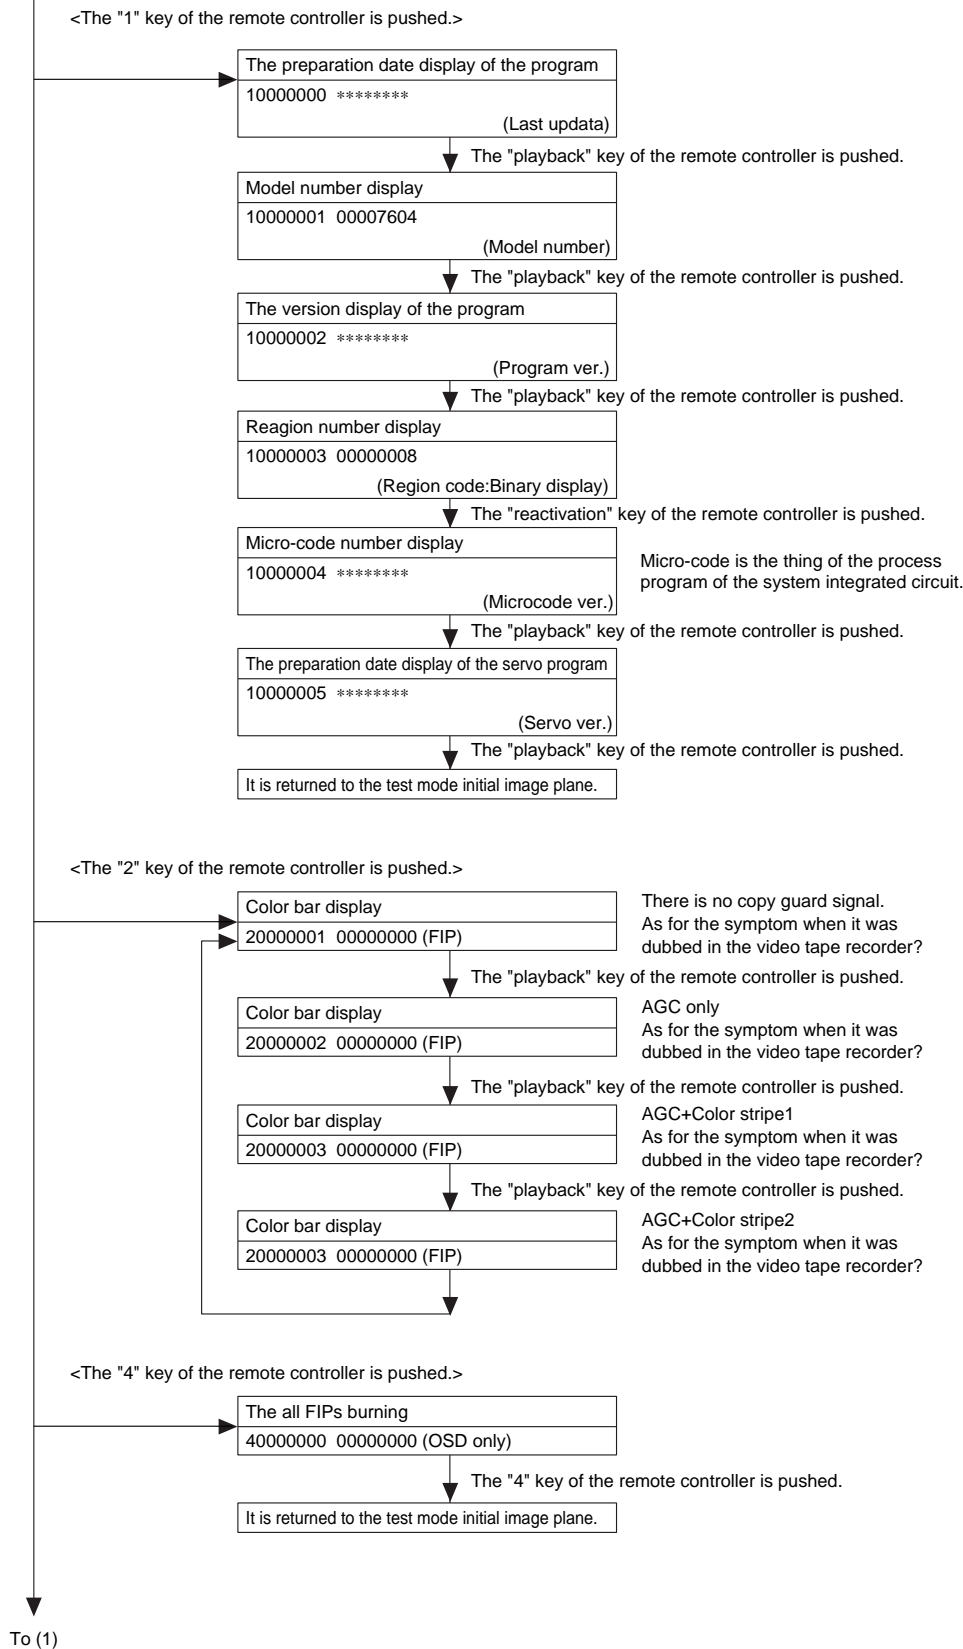 <The "1" key of the remote controller is pushed.>
The preparation date display of the program
10000000 ********
(Last updata)
The "playback" key of the remote controller is pushed.
Model number display
10000001 00007604
(Model number)
The "playback" key of the remote controller is pushed.
The version display of the program
10000002 ********
(Program ver.)
The "playback" key of the remote controller is pushed.
Reagion number display
10000003 00000008
(Region code:Binary display)
The "reactivation" key of the remote controller is pushed.
Micro-code number display
10000004 ********
(Microcode ver.)
Micro-code is the thing of the process
program of the system integrated circuit.
The "playback" key of the remote controller is pushed.
The preparation date display of the servo program
10000005 ********
(Servo ver.)
The "playback" key of the remote controller is pushed.
It is returned to the test mode initial image plane.
<The "2" key of the remote controller is pushed.>
Color bar display
20000001 00000000 (FIP)
There is no copy guard signal.
As for the symptom when it was
dubbed in the video tape recorder?
The "playback" key of the remote controller is pushed.
Color bar display
20000002 00000000 (FIP)
AGC only
As for the symptom when it was
dubbed in the video tape recorder?
The "playback" key of the remote controller is pushed.
Color bar display
20000003 00000000 (FIP)
AGC+Color stripe1
As for the symptom when it was
dubbed in the video tape recorder?
The "playback" key of the remote controller is pushed.
Color bar display
20000003 00000000 (FIP)
AGC+Color stripe2
As for the symptom when it was
dubbed in the video tape recorder?
<The "4" key of the remote controller is pushed.>
The all FIPs burning
40000000 00000000 (OSD only)
The "4" key of the remote controller is pushed.
It is returned to the test mode initial image plane.
To (1)